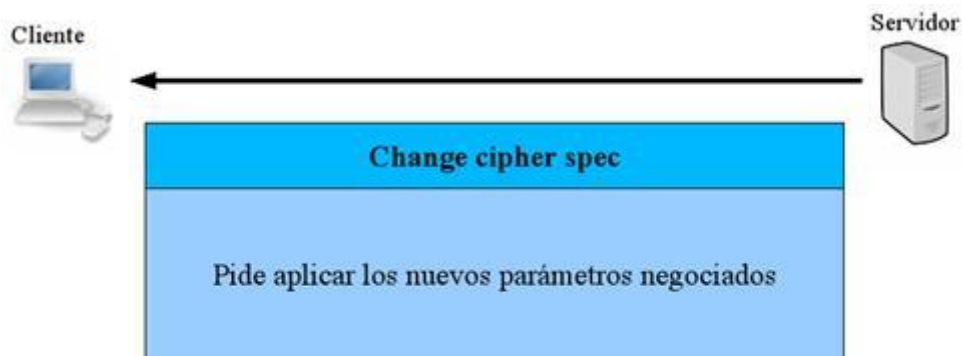 Cliente
Servidor
Change cipher spec
Pide aplicar los nuevos parámetros negociados